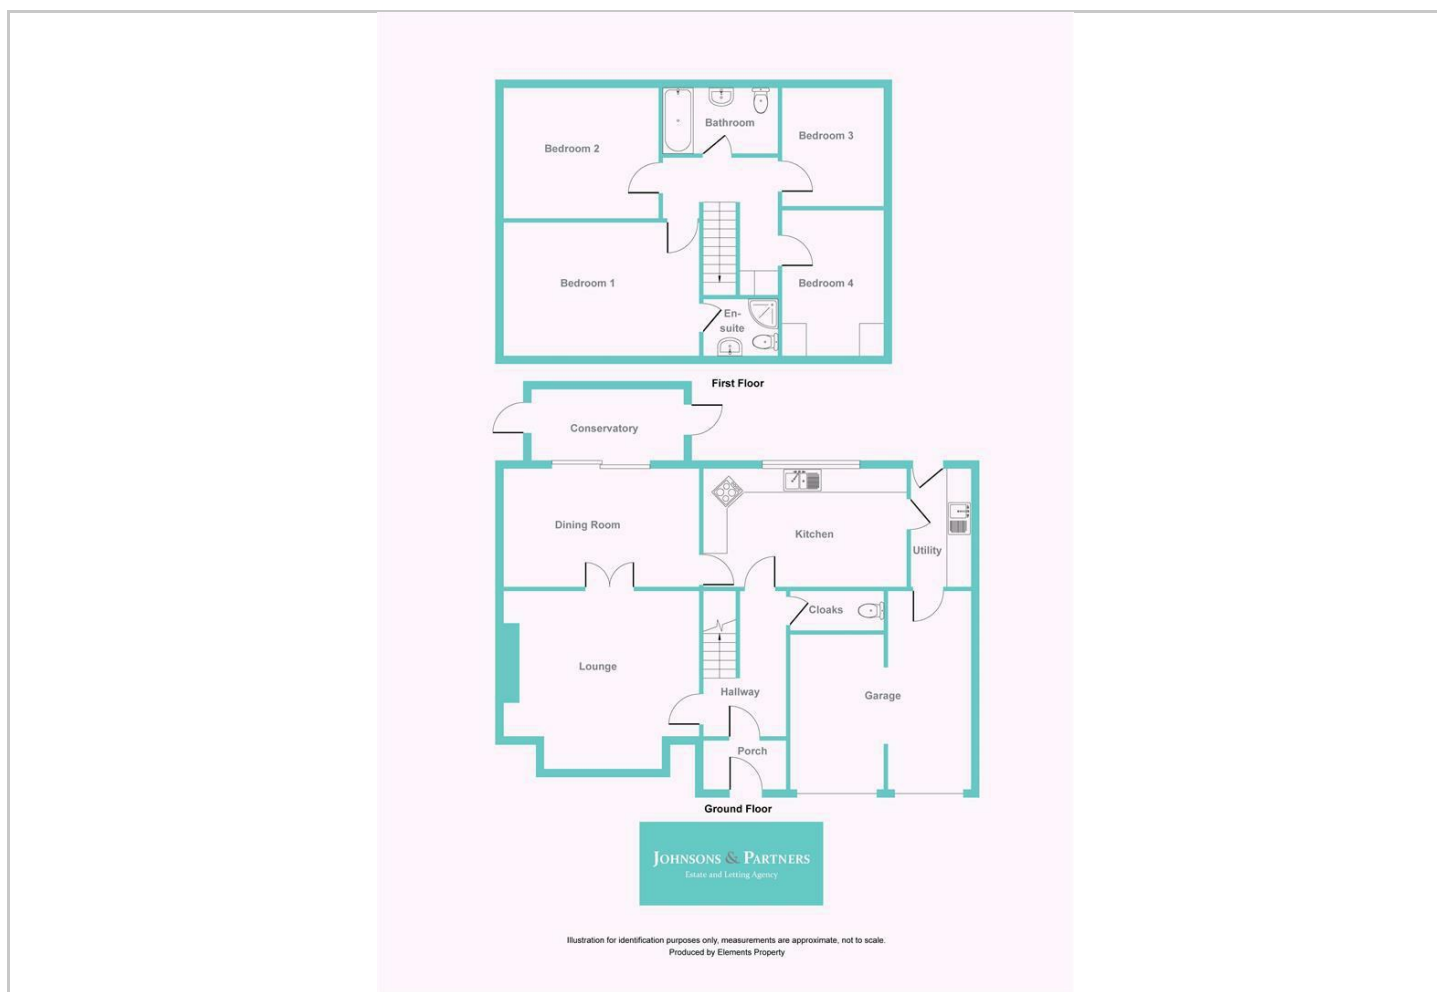 Bathroom
Bedroom 3
Bedroom 2
Bedroom 1
Bedroom 4
En-
suite
First Floor
Conservatory
Dining Room
Kitchen
Utility
Cloaks
Lounge
Hallway
Garage
Porch
Ground Floor
JOHNSONS & PARTNERS
Estate and Letting Agency
Illustration for identification purposes only, measurements are approximate, not to scale.
Produced by Elements Property